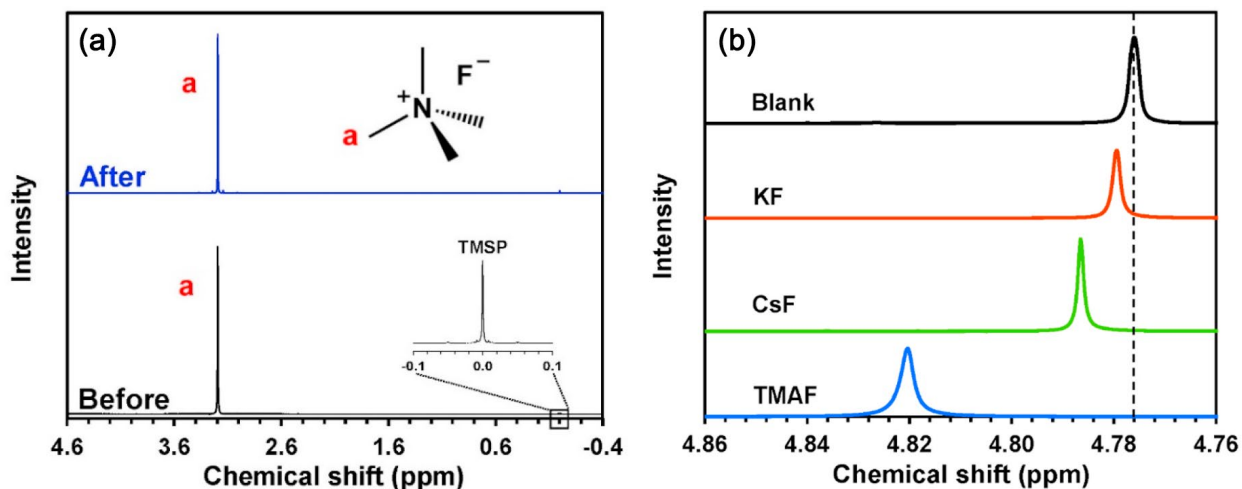 (a)
a
F −
+
N
a
After
TMSP
a
-0.1 0.0 0.1
Before
4.6 3.6 2.6 1.6 0.6 -0.4
Chemical shift (ppm)
Intensity
(b)
Blank
KF
CsF
TMAF
4.86 4.84 4.82 4.80 4.78 4.76
Chemical shift (ppm)
Intensity